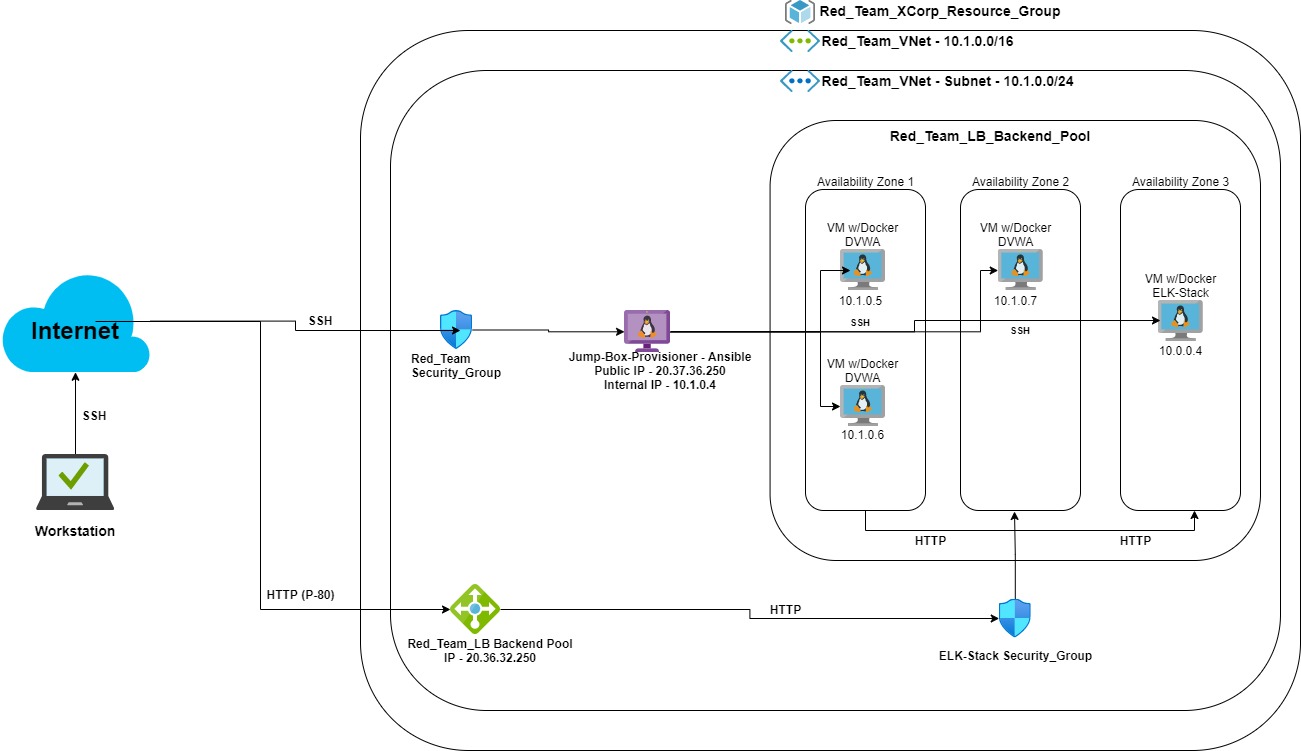 Red_Team_XCorp_Resource_Group
Red_Team_VNet - 10.1.0.0/16
Red_Team_VNet - Subnet - 10.1.0.0/24
Red_Team_LB_Backend_Pool
Availability Zone 1
Availability Zone 2
Availability Zone 3
VM w/Docker
DVWA
10.1.0.5
VM w/Docker
DVWA
10.1.0.7
VM w/Docker
ELK-Stack
10.0.0.4
Internet
SSH
SSH
SSH
Red_Team
Security_Group
Jump-Box-Provisioner - Ansible
Public IP - 20.37.36.250
Internal IP - 10.1.0.4
VM w/Docker
DVWA
10.1.0.6
SSH
Workstation
HTTP
HTTP
HTTP (P-80)
HTTP
Red_Team_LB Backend Pool
IP - 20.36.32.250
ELK-Stack Security_Group